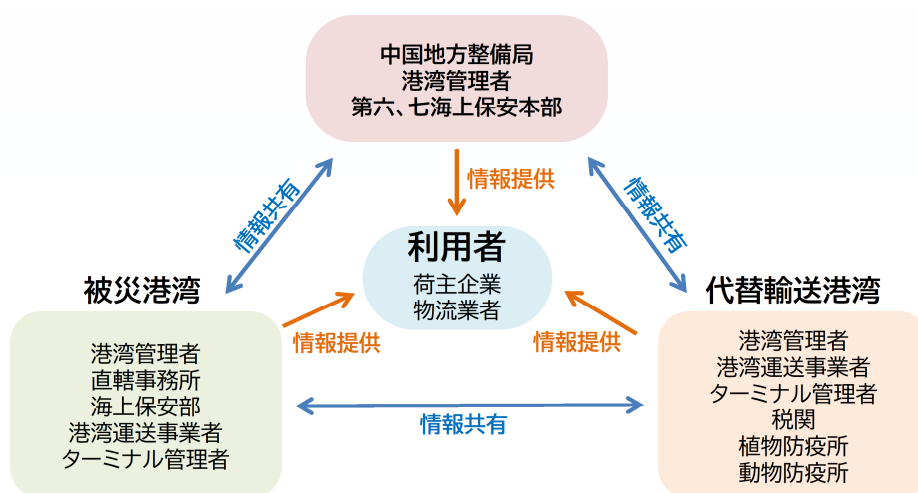 中国地方整備局
港湾管理者
第六、七海上保安本部
情報提供
情報共有
情報共有
利用者
荷主企業
物流業者
被災港湾
代替輸送港湾
情報提供
情報提供
港湾管理者
直轄事務所
海上保安部
港湾運送事業者
ターミナル管理者
情報共有
港湾管理者
港湾運送事業者
ターミナル管理者
税関
植物防疫所
動物防疫所